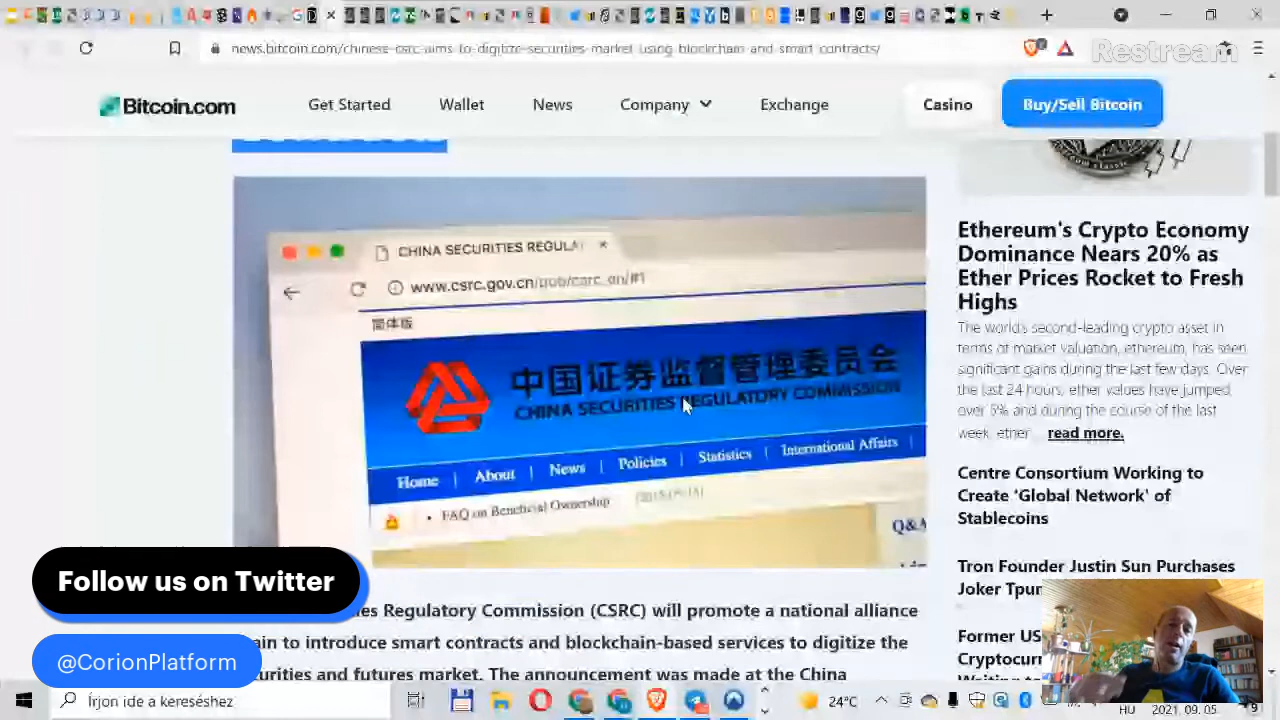 news.bitcoin.com/chinese-csrc-aims-to-digitize-securities-market-using-blockchain-and-smart-contracts/
Restream
Bitcoin.com
Get Started
Wallet
News
Company
Exchange
Casino
Buy/Sell Bitcoin
CHINA SECURITIES REGULA
www.csrc.gov.cn/pub/csrc_en/#1
简体版
中国证券监督管理委员会
CHINA SECURITIES REGULATORY COMMISSION
Home | About | News | Policies | Statistics | International Affairs |
• FAQ on Beneficial Ownership
Q&A
Ethereum's Crypto Economy
Dominance Nears 20% as
Ether Prices Rocket to Fresh
Highs
The world's second-leading crypto asset in
terms of market valuation, ethereum, has seen
significant gains during the last few days. Over
the last 24 hours, ether values have jumped
over 5% and during the course of the last
week, ether read more.
Centre Consortium Working to
Create ‘Global Network’ of
Stablecoins
Tron Founder Justin Sun Purchases
Joker Tpun
Former US
Cryptocurr
Follow us on Twitter
@CorionPlatform
es Regulatory Commission (CSRC) will promote a national alliance
ain to introduce smart contracts and blockchain-based services to digitize the
curities and futures market. The announcement was made at the China
Írjon ide a kereséshez
24°C
HU
2021. 09. 05.